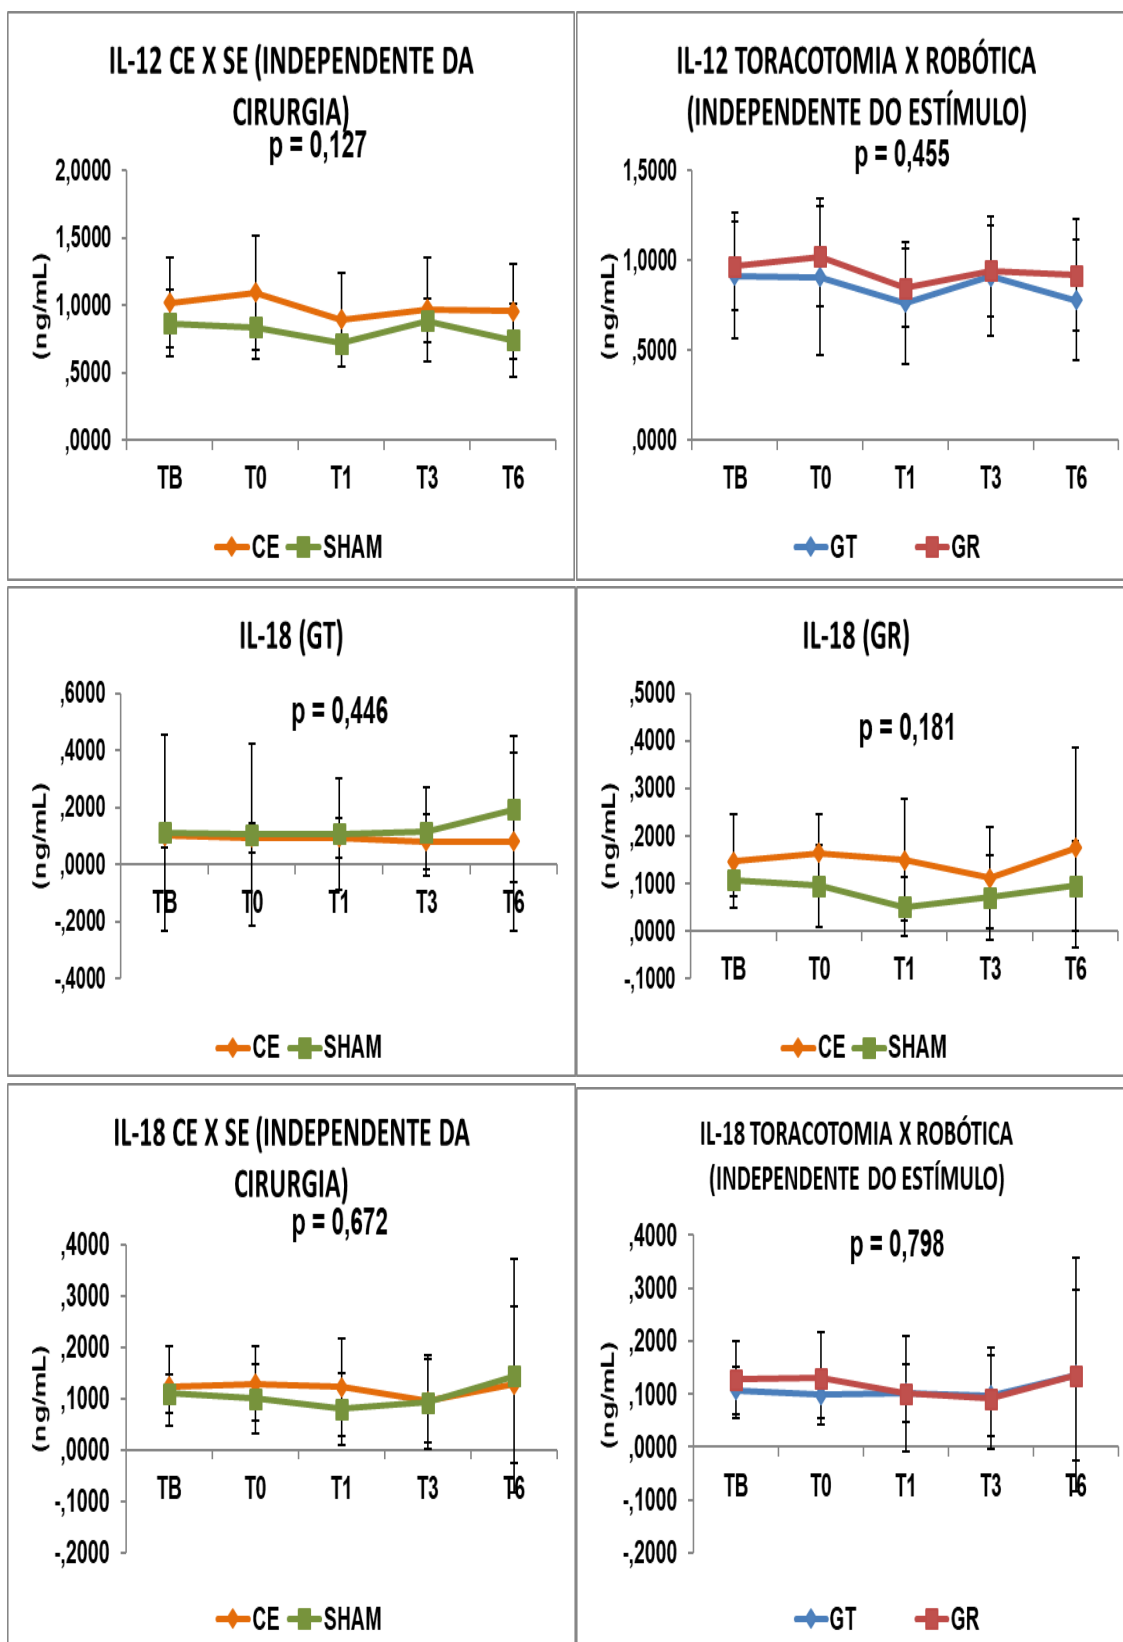 IL-12 CE X SE (INDEPENDENTE DA
CIRURGIA)
p = 0,127
2,0000
1,5000
1,0000
,5000
,0000
(ng/mL)
TB T0 T1 T3 T6
CE SHAM
IL-12 TORACOTOMIA X ROBÓTICA
(INDEPENDENTE DO ESTÍMULO)
p = 0,455
1,5000
1,0000
,5000
,0000
(ng/mL)
TB T0 T1 T3 T6
GT GR
IL-18 (GT)
p = 0,446
,6000
,4000
,2000
,0000
-,2000
-,4000
(ng/mL)
TB T0 T1 T3 T6
CE SHAM
IL-18 (GR)
p = 0,181
,5000
,4000
,3000
,2000
,1000
,0000
-,1000
(ng/mL)
TB T0 T1 T3 T6
CE SHAM
IL-18 CE X SE (INDEPENDENTE DA
CIRURGIA)
p = 0,672
,4000
,3000
,2000
,1000
,0000
-,1000
-,2000
(ng/mL)
TB T0 T1 T3 T6
CE SHAM
IL-18 TORACOTOMIA X ROBÓTICA
(INDEPENDENTE DO ESTÍMULO)
p = 0,798
,4000
,3000
,2000
,1000
,0000
-,1000
-,2000
(ng/mL)
TB T0 T1 T3 T6
GT GR